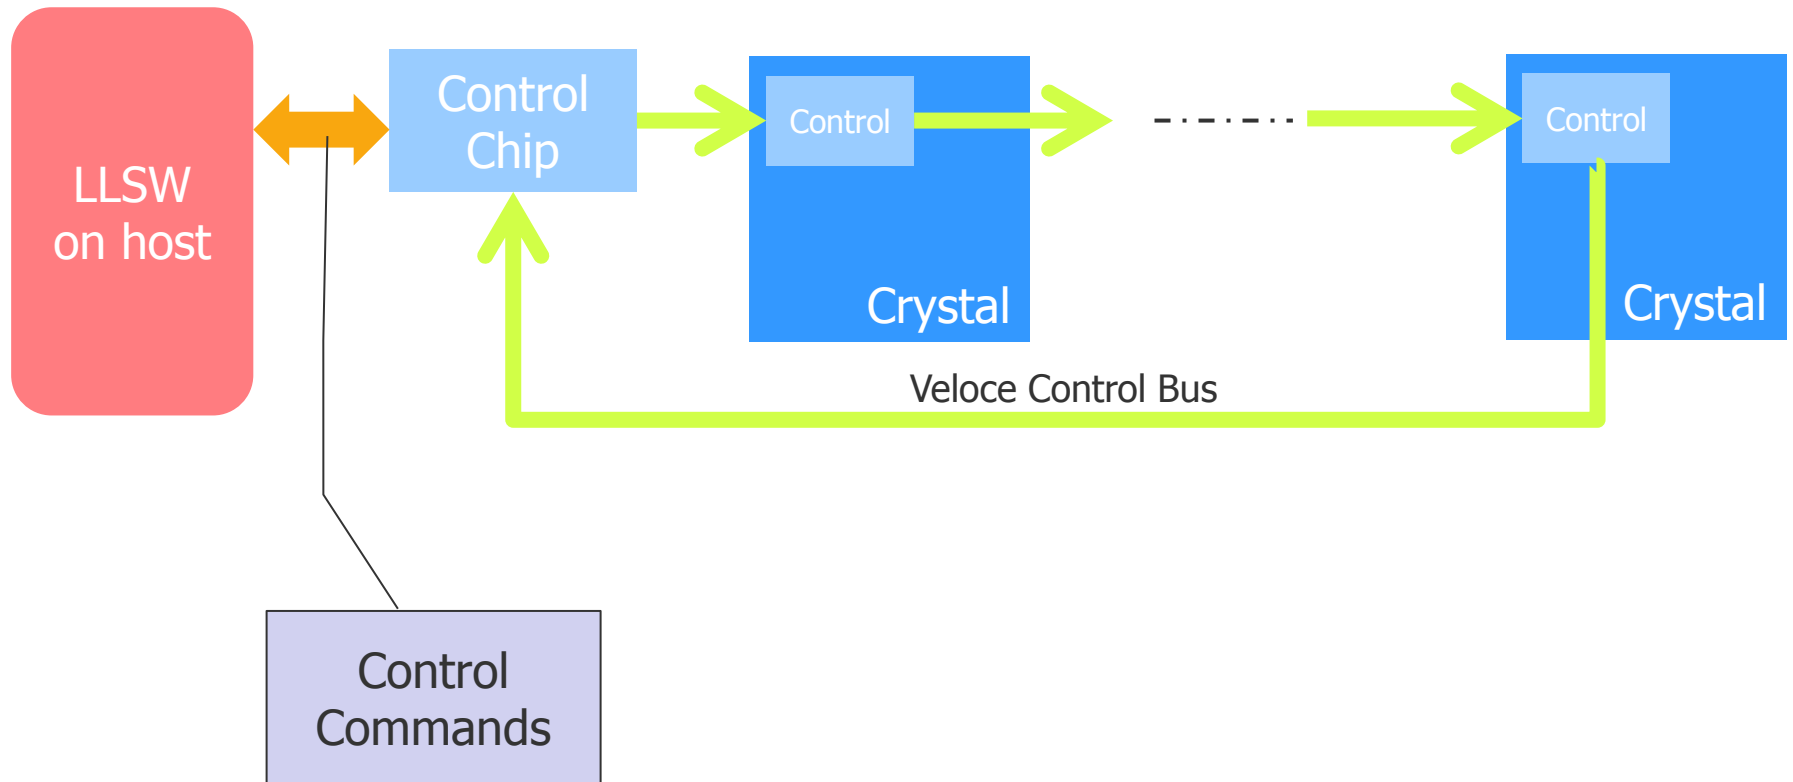 LLSW
on host
Control
Chip
Control
Crystal
Control
Crystal
Veloce Control Bus
Control
Commands